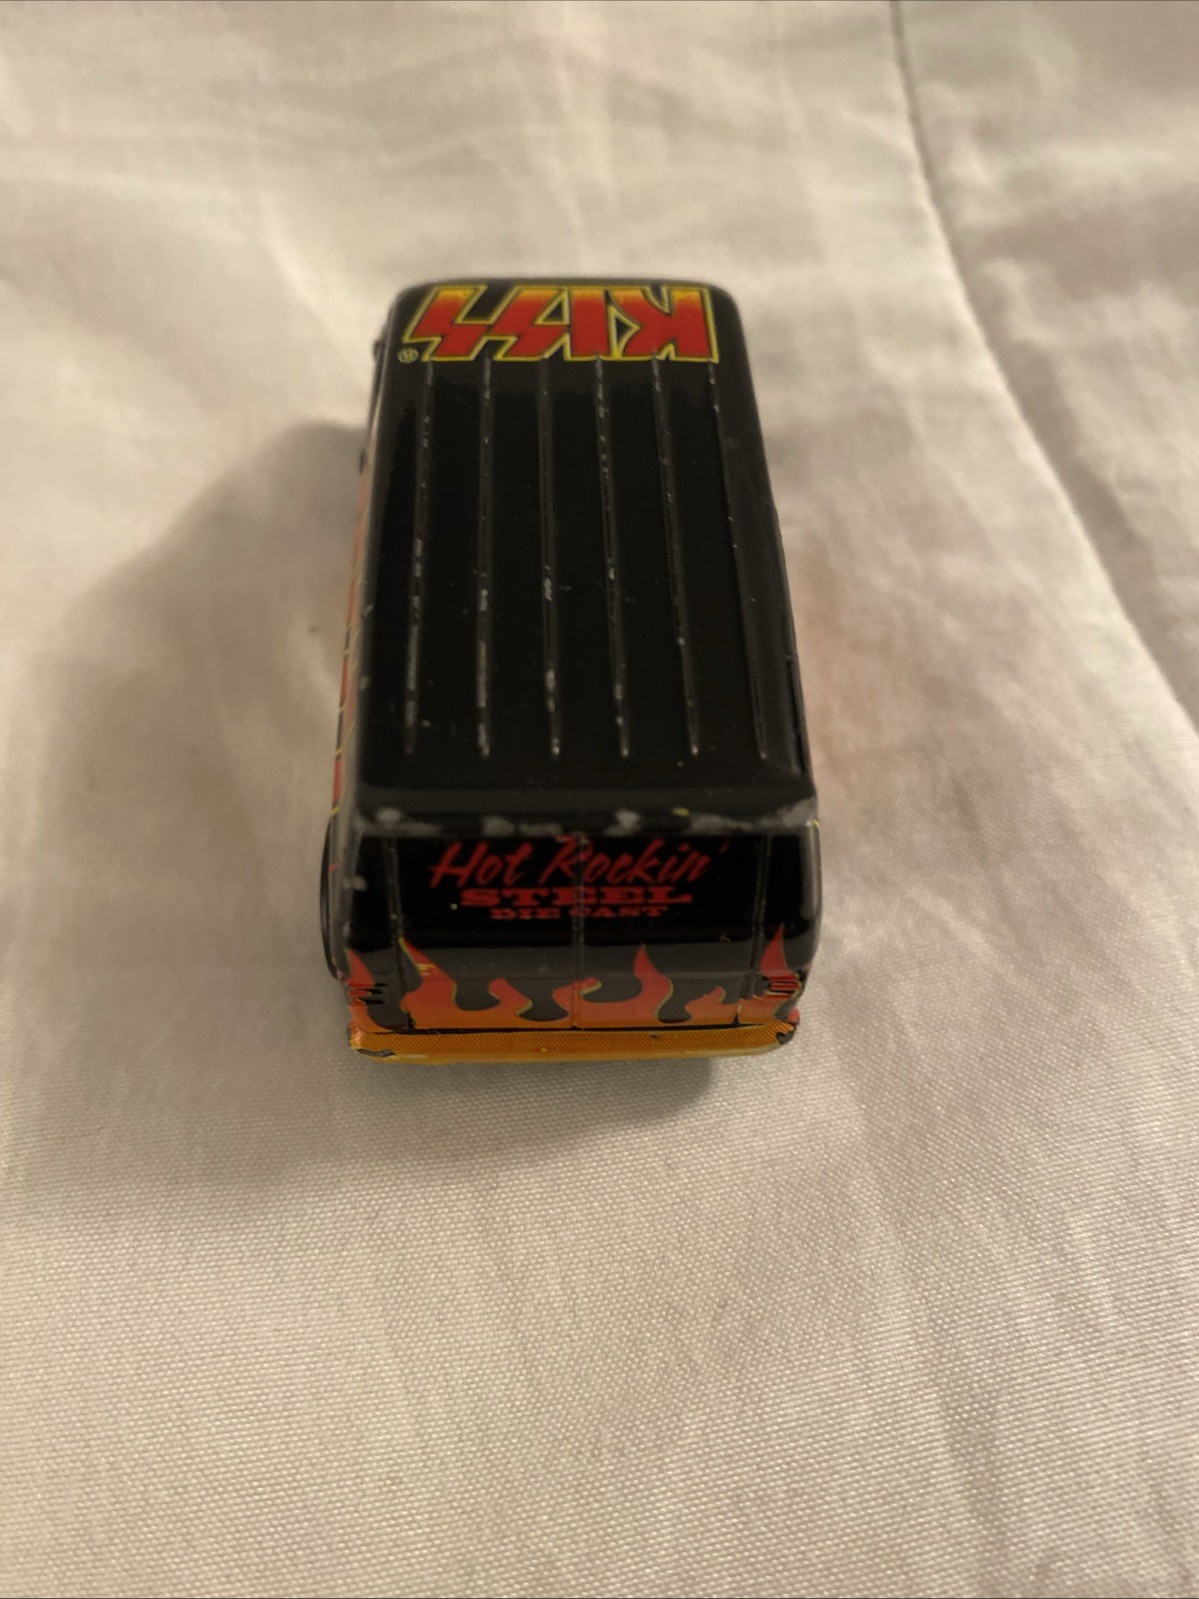 KISS®
Hot Rockin'
STEEL
DIE CAST